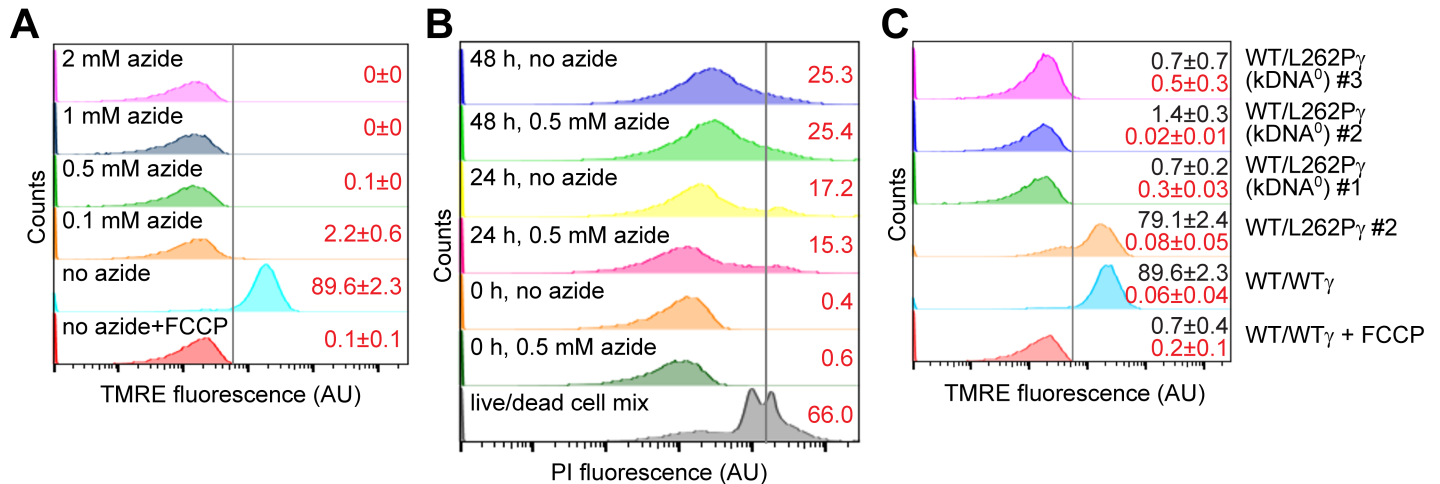 A
2 mM azide
0±0
1 mM azide
0±0
0.5 mM azide
0.1±0
0.1 mM azide
2.2±0.6
no azide
89.6±2.3
no azide+FCCP
0.1±0.1
Counts
TMRE fluorescence (AU)
B
48 h, no azide
25.3
48 h, 0.5 mM azide
25.4
24 h, no azide
17.2
24 h, 0.5 mM azide
15.3
0 h, no azide
0.4
0 h, 0.5 mM azide
0.6
live/dead cell mix
66.0
Counts
PI fluorescence (AU)
C
0.7±0.7
0.5±0.3
WT/L262Pγ
(kDNA⁰) #3
1.4±0.3
0.02±0.01
WT/L262Pγ
(kDNA⁰) #2
0.7±0.2
0.3±0.03
WT/L262Pγ
(kDNA⁰) #1
79.1±2.4
0.08±0.05
WT/L262Pγ #2
89.6±2.3
0.06±0.04
WT/WTγ
0.7±0.4
0.2±0.1
WT/WTγ + FCCP
Counts
TMRE fluorescence (AU)